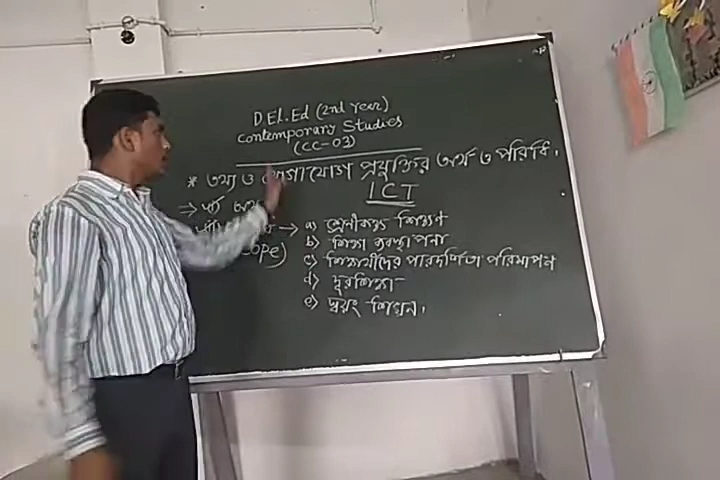 D.El.Ed (2nd Year)
Contemporary Studies
(CC-03)
* তথ্য ও যোগাযোগ প্রযুক্তির অর্থ ও পরিধি।
ICT
→ a) শ্রেণীকক্ষ শিক্ষণ
b) শিক্ষা ব্যবস্থাপনা
c) শিক্ষার্থীদের পারদর্শিতা পরিমাপন
d) দূরশিক্ষা
e) স্বয়ং শিখন।